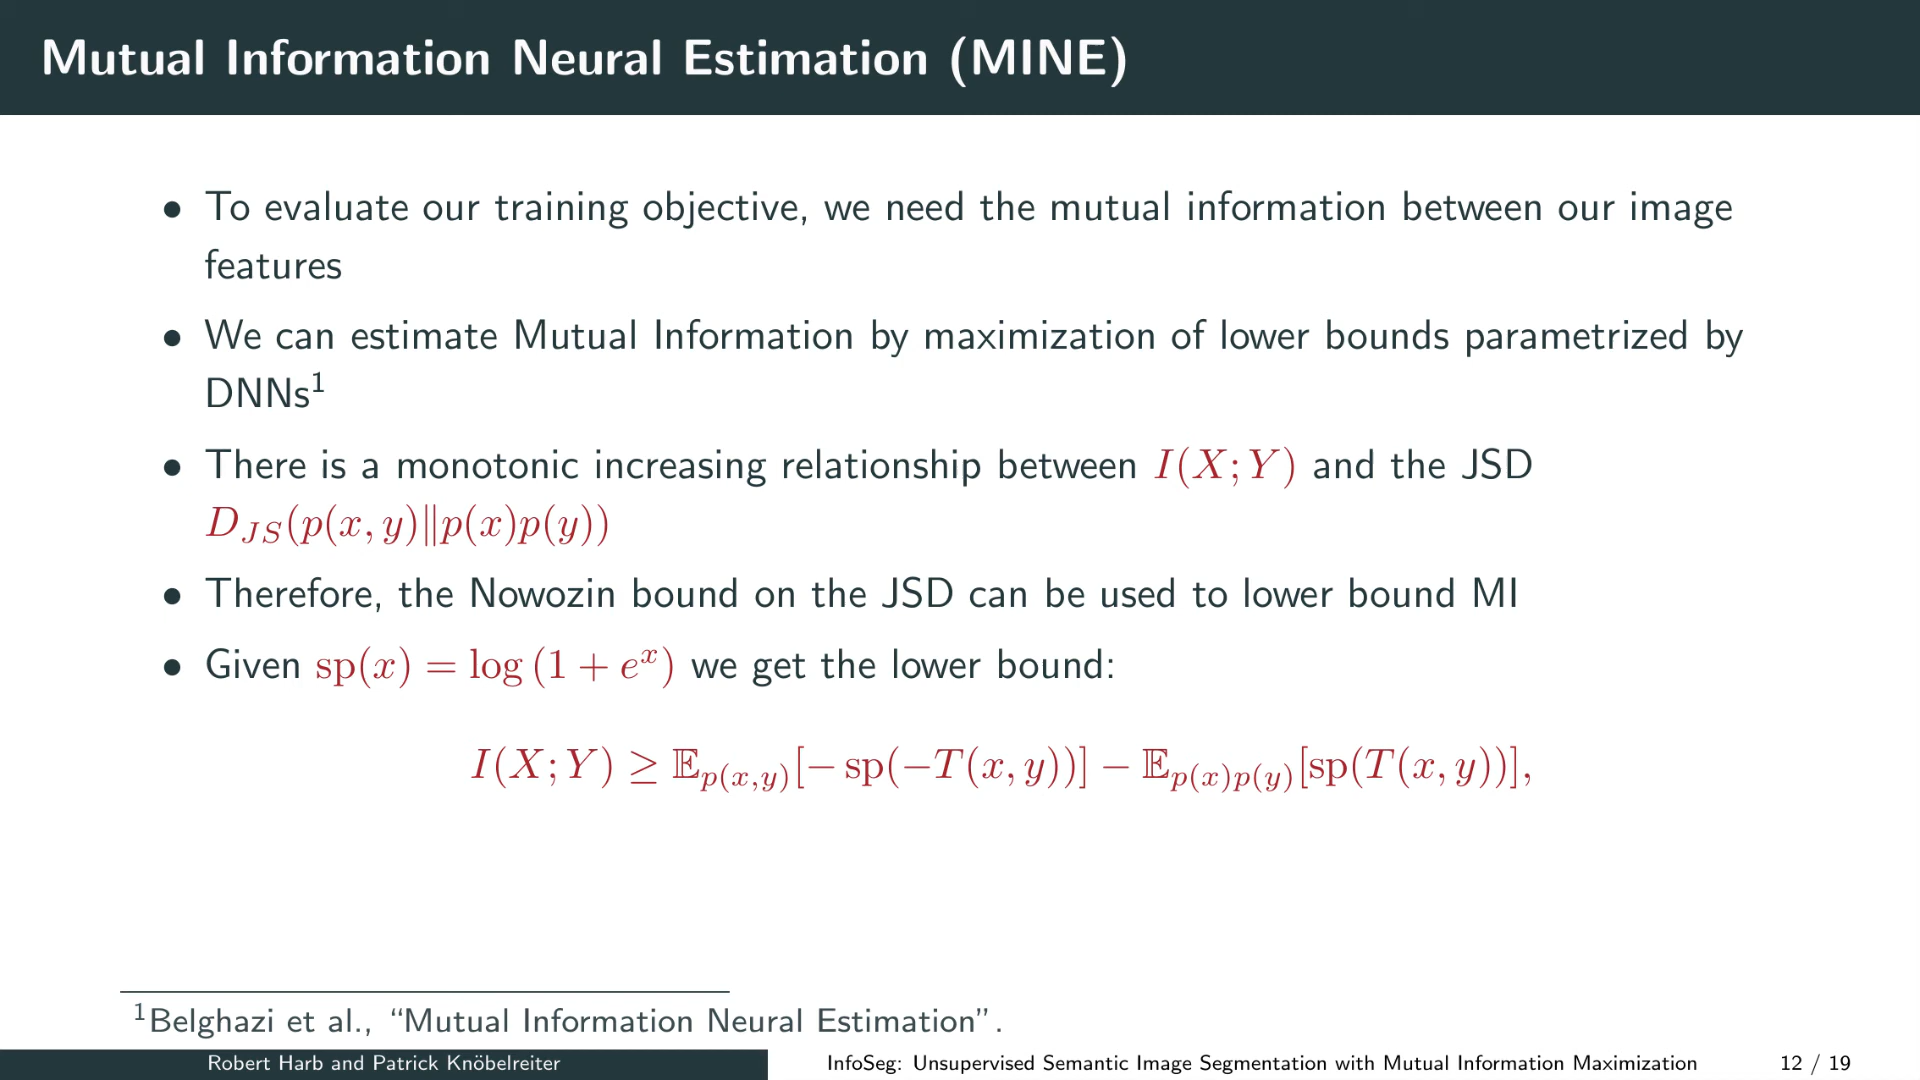 Mutual Information Neural Estimation (MINE)
• To evaluate our training objective, we need the mutual information between our image
features
• We can estimate Mutual Information by maximization of lower bounds parametrized by
DNNs¹
• There is a monotonic increasing relationship between I(X; Y) and the JSD
D_{JS}(p(x, y)‖p(x)p(y))
• Therefore, the Nowozin bound on the JSD can be used to lower bound MI
• Given sp(x) = log (1 + e^x) we get the lower bound:
I(X; Y) ≥ 𝔼_{p(x,y)}[− sp(−T(x, y))] − 𝔼_{p(x)p(y)}[sp(T(x, y))],
¹Belghazi et al., “Mutual Information Neural Estimation”.
Robert Harb and Patrick Knöbelreiter InfoSeg: Unsupervised Semantic Image Segmentation with Mutual Information Maximization 12 / 19